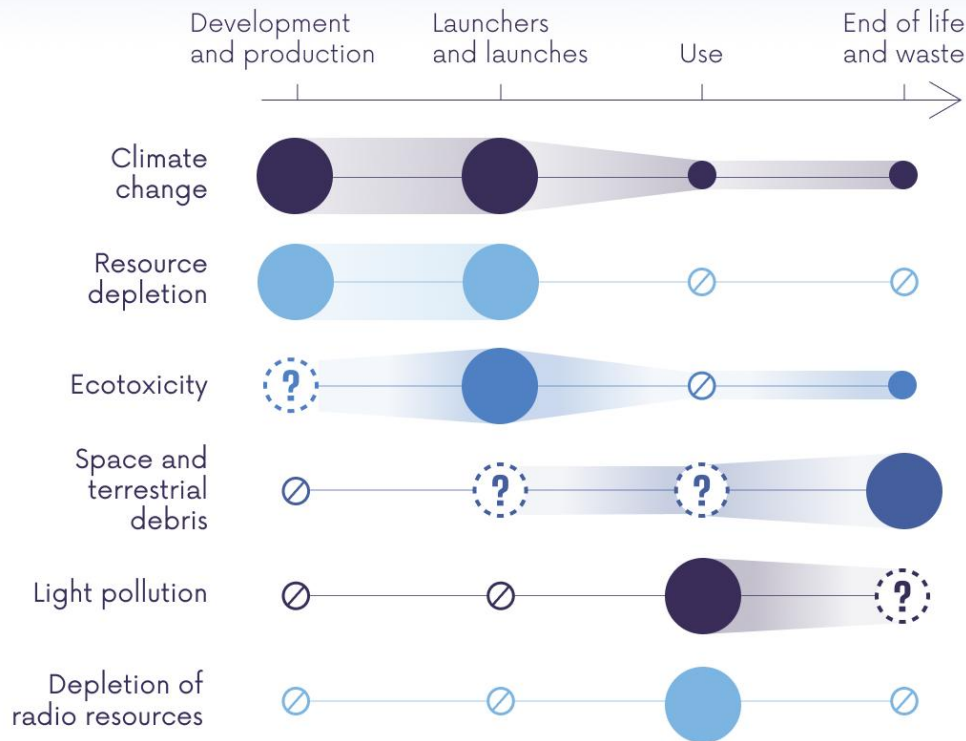 Development
and production
Launchers
and launches
Use
End of life
and waste
Climate
change
Resource
depletion
Ecotoxicity
?
Space and
terrestrial
debris
?
?
Light pollution
?
Depletion of
radio resources